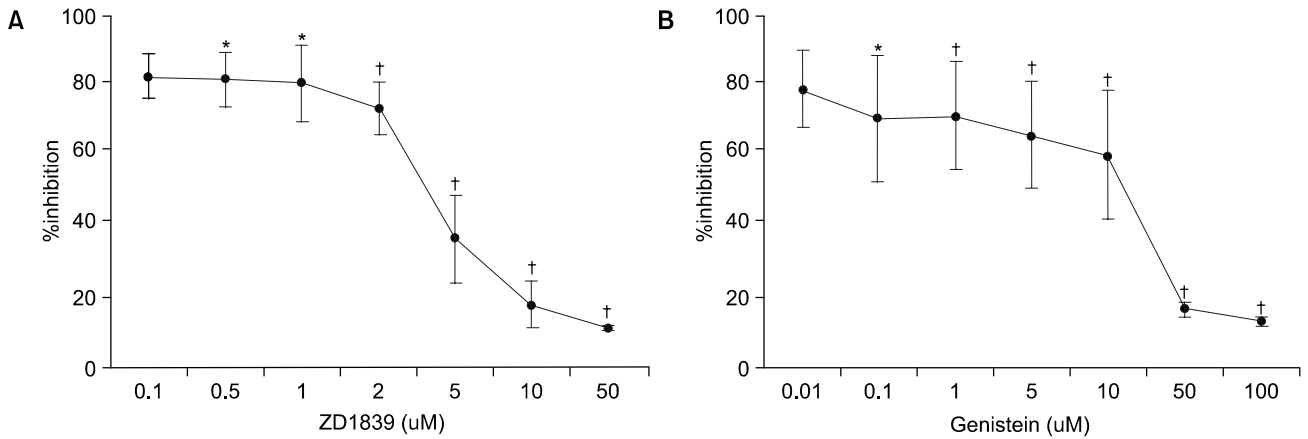 A
100
80
60
40
20
0
%inhibition
* * † † † †
0.1 0.5 1 2 5 10 50
ZD1839 (uM)
B
100
80
60
40
20
0
%inhibition
* † † † † †
0.01 0.1 1 5 10 50 100
Genistein (uM)